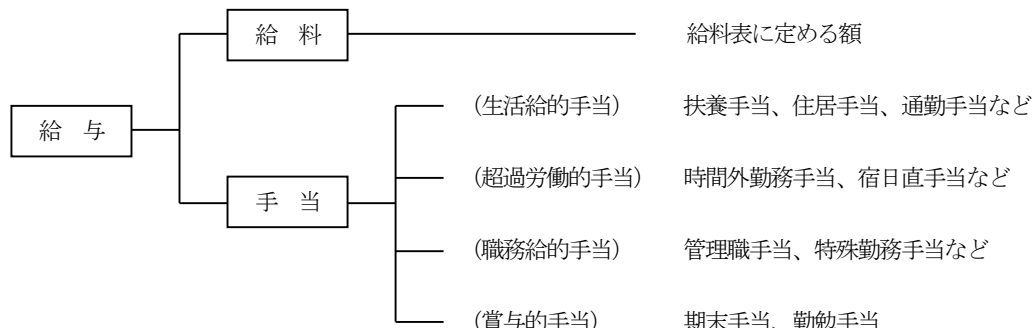 給 料 給料表に定める額
(生活給的手当) 扶養手当、住居手当、通勤手当など
給 与
(超過労働的手当) 時間外勤務手当、宿日直手当など
手 当
(職務給的手当) 管理職手当、特殊勤務手当など
(賞与的手当) 期末手当、勤勉手当